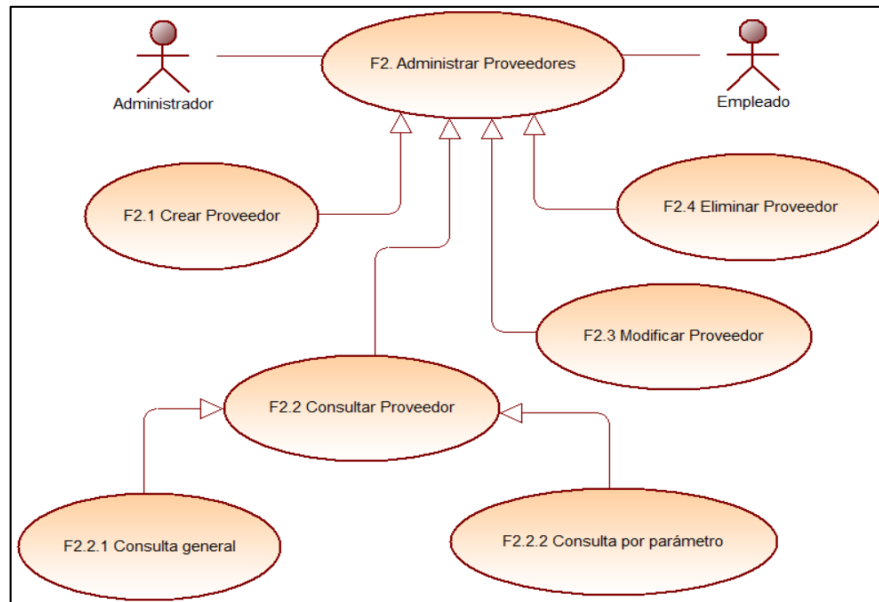 F2. Administrar Proveedores
Administrador
Empleado
F2.1 Crear Proveedor
F2.4 Eliminar Proveedor
F2.3 Modificar Proveedor
F2.2 Consultar Proveedor
F2.2.1 Consulta general
F2.2.2 Consulta por parámetro